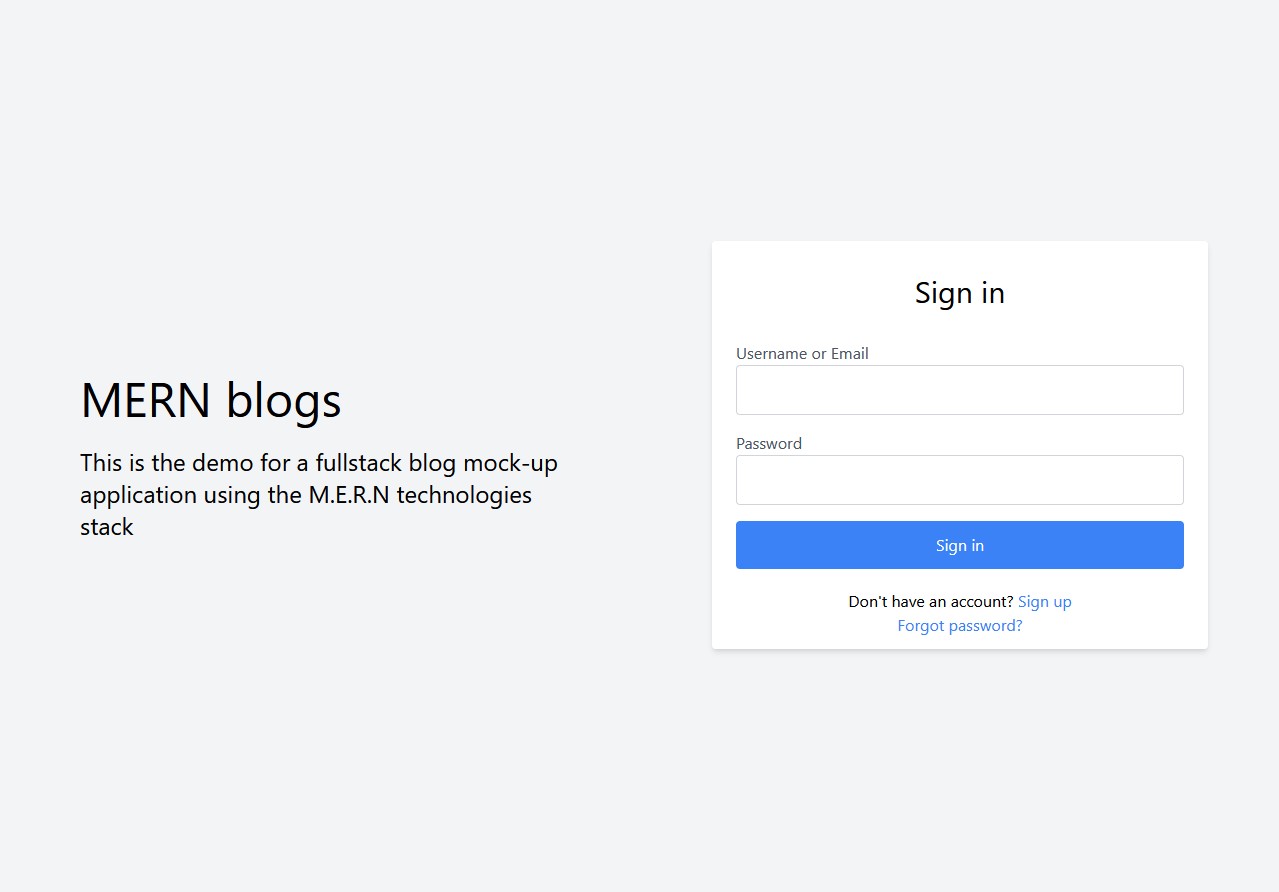 MERN blogs
This is the demo for a fullstack blog mock-up
application using the M.E.R.N technologies
stack
Sign in
Username or Email
Password
Sign in
Don't have an account? Sign up
Forgot password?